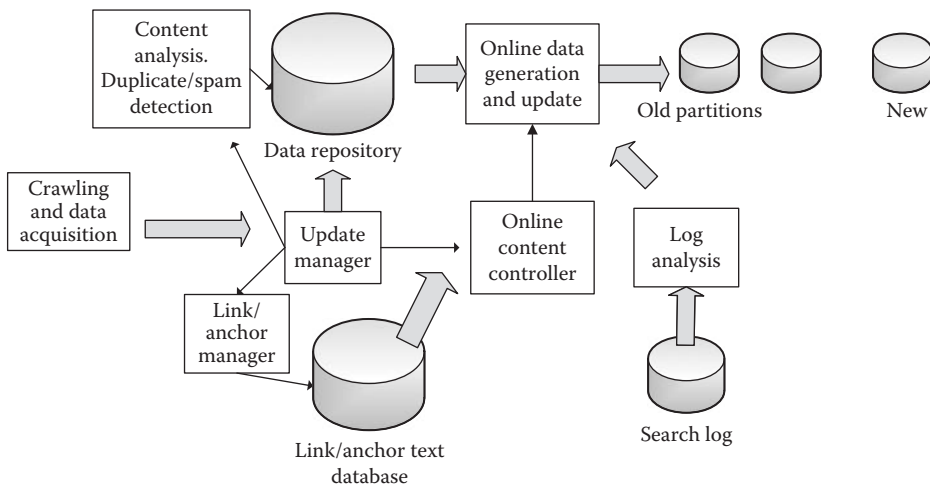 Content
analysis.
Duplicate/spam
detection
Data repository
Online data
generation
and update
Old partitions
New
Crawling
and data
acquisition
Update
manager
Online
content
controller
Log
analysis
Link/
anchor
manager
Link/anchor text
database
Search log